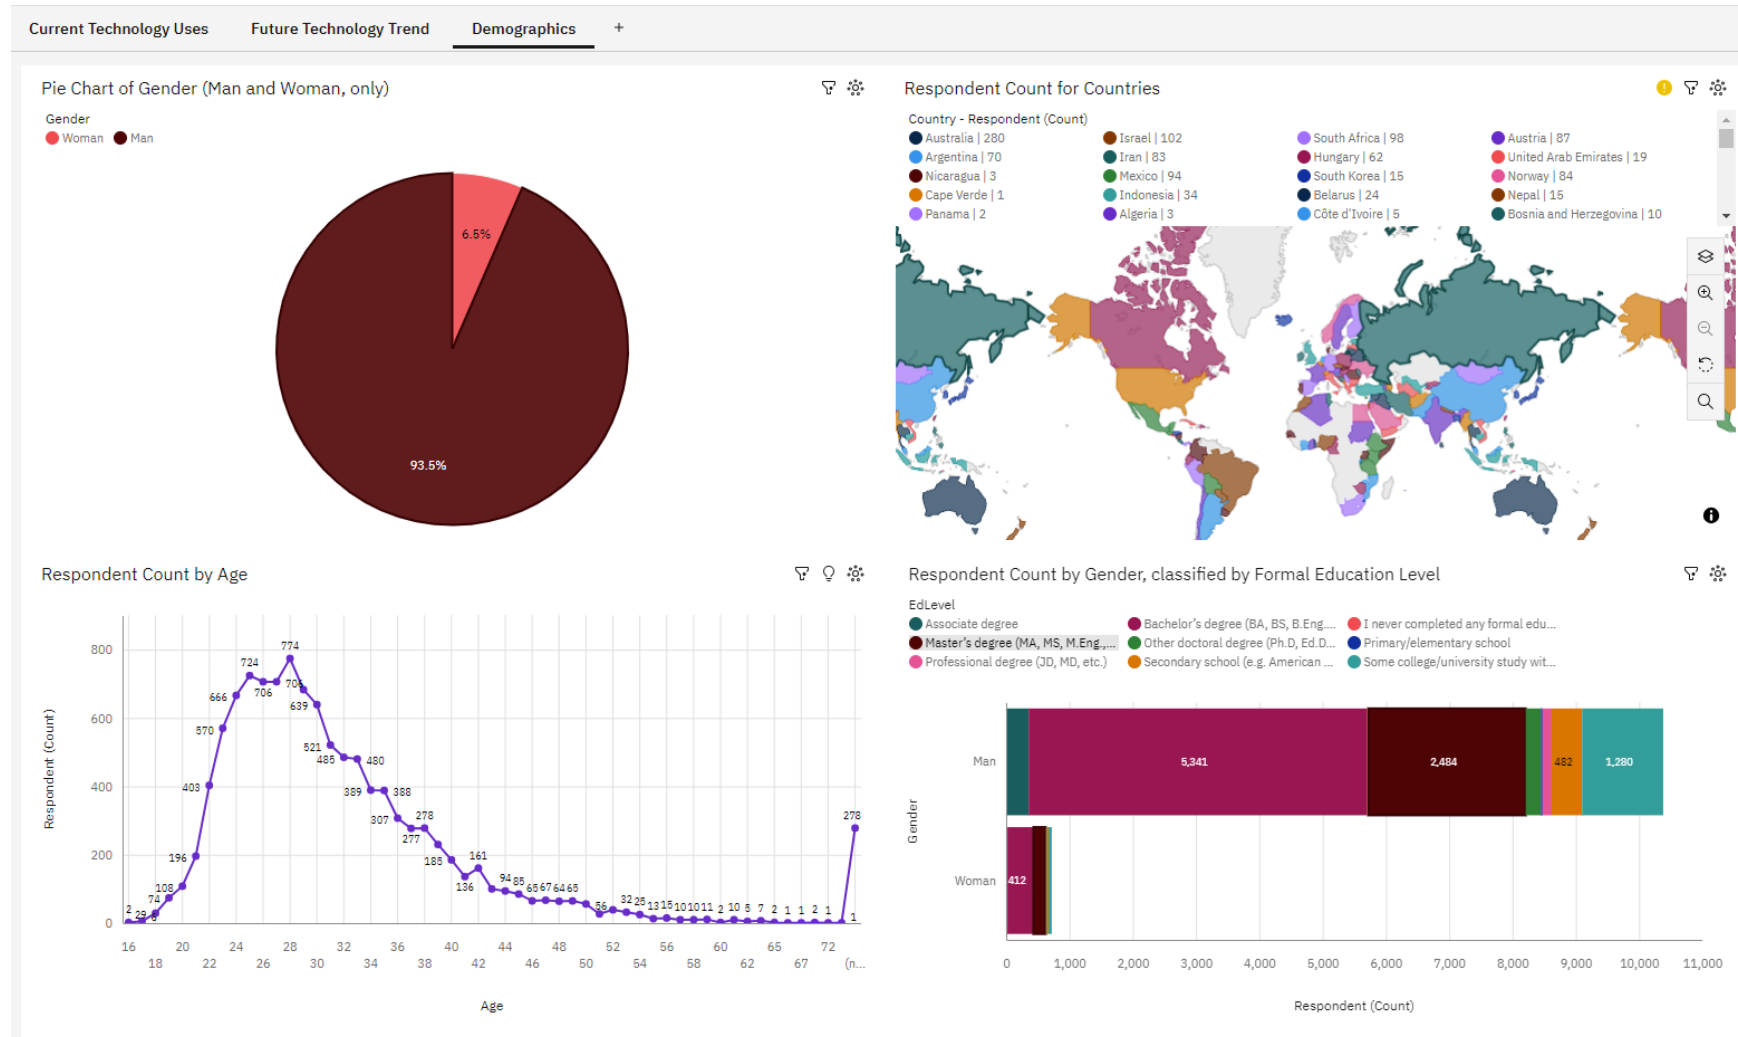 Current Technology Uses Future Technology Trend Demographics +
Pie Chart of Gender (Man and Woman, only)
Gender
Woman Man
6.5%
93.5%
Respondent Count for Countries
Country - Respondent (Count)
Australia | 280 Israel | 102 South Africa | 98 Austria | 87
Argentina | 70 Iran | 83 Hungary | 62 United Arab Emirates | 19
Nicaragua | 3 Mexico | 94 South Korea | 15 Norway | 84
Cape Verde | 1 Indonesia | 34 Belarus | 24 Nepal | 15
Panama | 2 Algeria | 3 Côte d'Ivoire | 5 Bosnia and Herzegovina | 10
Respondent Count by Age
Respondent (Count)
800
600
400
200
0
2 29 6 74 108 196 403 570 666 724 706 706 774 639 521 485 480 389 388 307 277 278 185 136 161 94 85 65 67 64 65 56 32 25 13 15 10 10 11 2 10 5 7 2 1 1 2 1 278 1
16 20 24 28 32 36 40 44 48 52 56 60 65 72
18 22 26 30 34 38 42 46 50 54 58 62 67 (n...
Age
Respondent Count by Gender, classified by Formal Education Level
EdLevel
Associate degree Bachelor's degree (BA, BS, B.Eng.... I never completed any formal edu...
Master's degree (MA, MS, M.Eng.,... Other doctoral degree (Ph.D, Ed.D... Primary/elementary school
Professional degree (JD, MD, etc.) Secondary school (e.g. American ... Some college/university study wit...
Gender
Man 5,341 2,484 482 1,280
Woman 412
0 1,000 2,000 3,000 4,000 5,000 6,000 7,000 8,000 9,000 10,000 11,000
Respondent (Count)